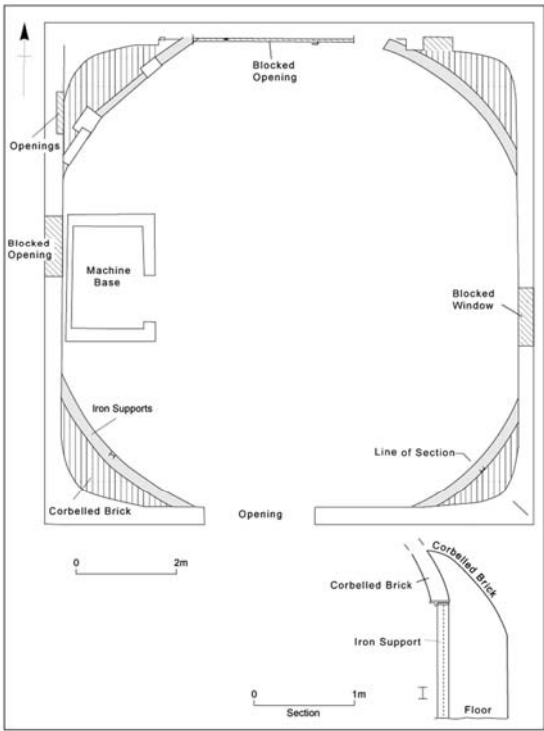 Blocked
Opening
Openings
Blocked
Opening
Machine
Base
Blocked
Window
Iron Supports
Line of Section
Corbelled Brick
Opening
0 2m
Corbelled Brick
Corbelled Brick
Iron Support
0 1m
Section
Floor